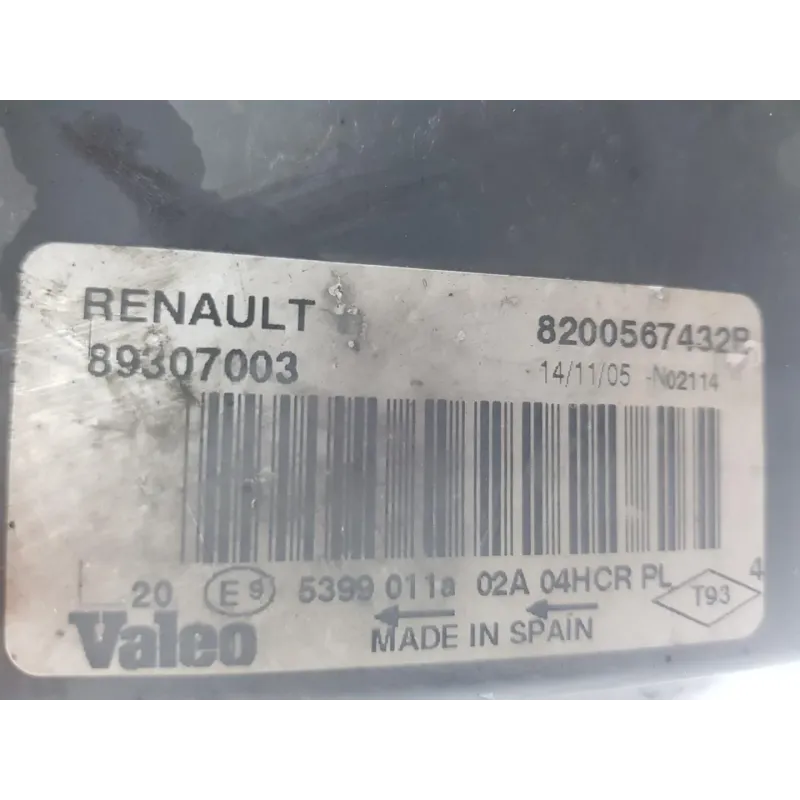 RENAULT 8200567432B
89307003 14/11/05 -N02114
20 E9 5399 011a 02A 04HCR PL T93 4
Valeo MADE IN SPAIN